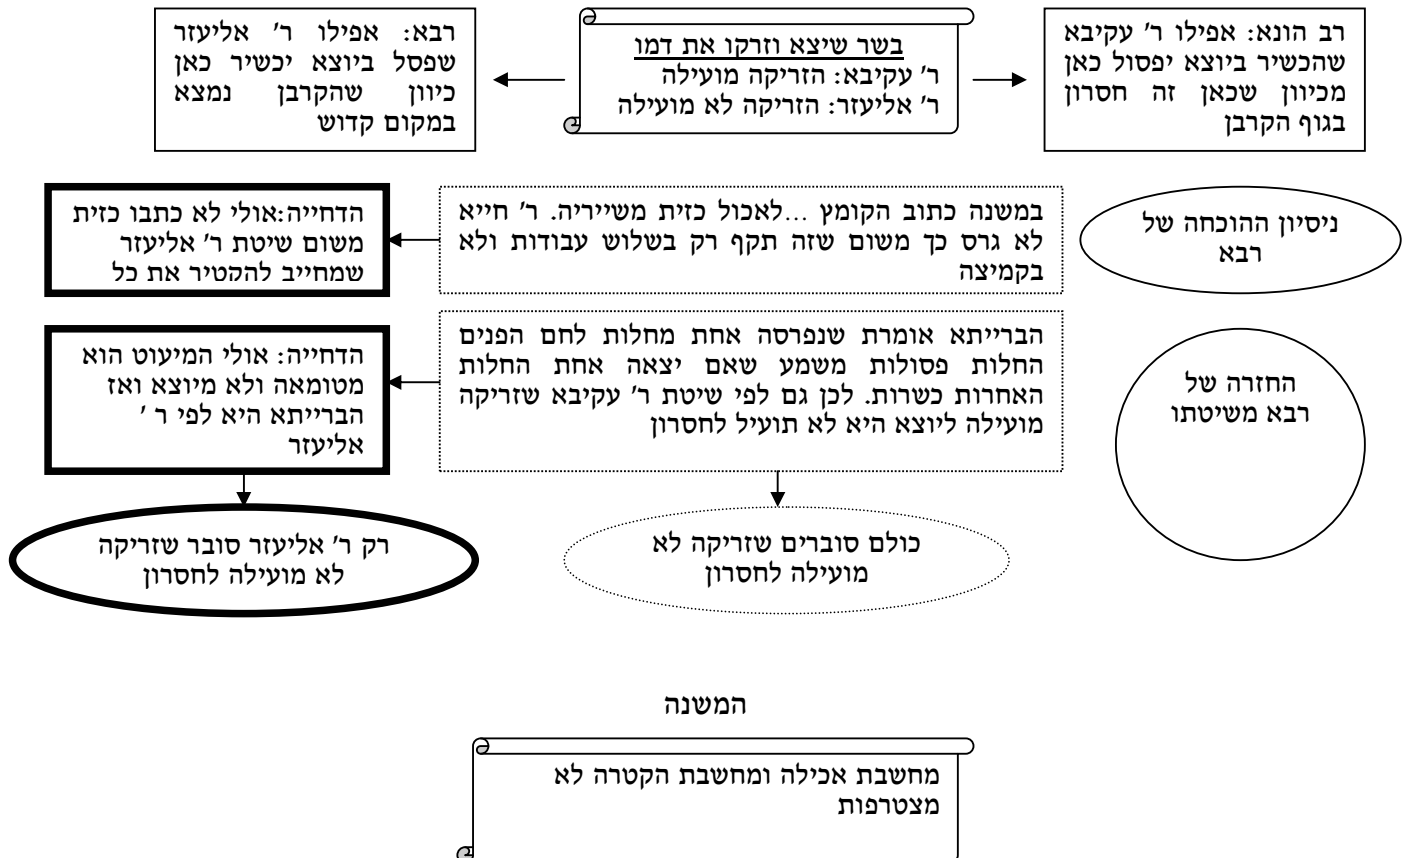 רב הונא: אפילו ר' עקיבא
שהכשיר ביוצא יפסול כאן
מכיוון שכאן זה חסרון
בגוף הקרבן
בשר שיצא וזרקו את דמו
ר' עקיבא: הזריקה מועילה
ר' אליעזר: הזריקה לא מועילה
רבא: אפילו ר' אליעזר
שפסל ביוצא יכשיר כאן
כיוון שהקרבן נמצא
במקום קדוש
ניסיון ההוכחה של
רבא
במשנה כתוב הקומץ ...לאכול כזית משייריה. ר' חייא
לא גרס כך משום שזה תקף רק בשלוש עבודות ולא
בקמיצה
הדחייה:אולי לא כתבו כזית
משום שיטת ר' אליעזר
שמחייב להקטיר את כל
החזרה של
רבא משיטתו
הברייתא אומרת שנפרסה אחת מחלות לחם הפנים
החלות פסולות משמע שאם יצאה אחת החלות
האחרות כשרות. לכן גם לפי שיטת ר' עקיבא שזריקה
מועילה ליוצא היא לא תועיל לחסרון
הדחייה: אולי המיעוט הוא
מטומאה ולא מיוצא ואז
הברייתא היא לפי ר '
אליעזר
כולם סוברים שזריקה לא
מועילה לחסרון
רק ר' אליעזר סובר שזריקה
לא מועילה לחסרון
המשנה
מחשבת אכילה ומחשבת הקטרה לא
מצטרפות